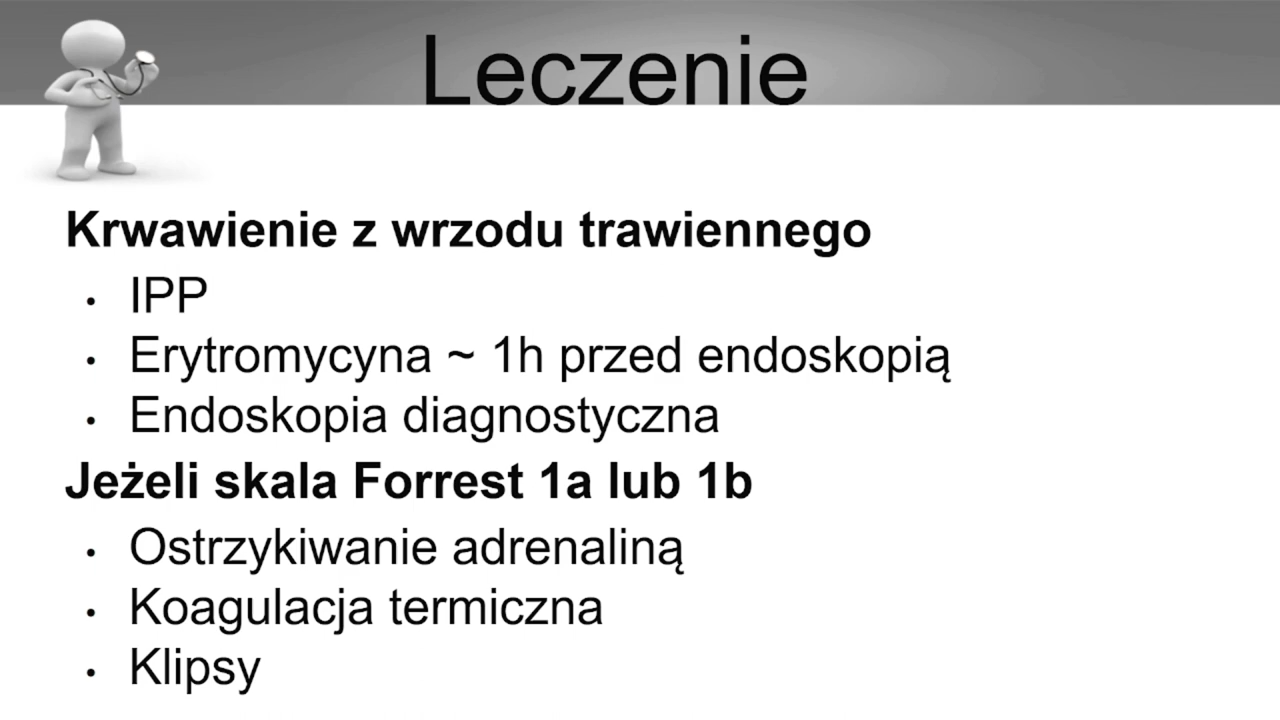 Leczenie
Krwawienie z wrzodu trawiennego
• IPP
• Erytromycyna ~ 1h przed endoskopią
• Endoskopia diagnostyczna
Jeżeli skala Forrest 1a lub 1b
• Ostrzykiwanie adrenaliną
• Koagulacja termiczna
• Klipsy